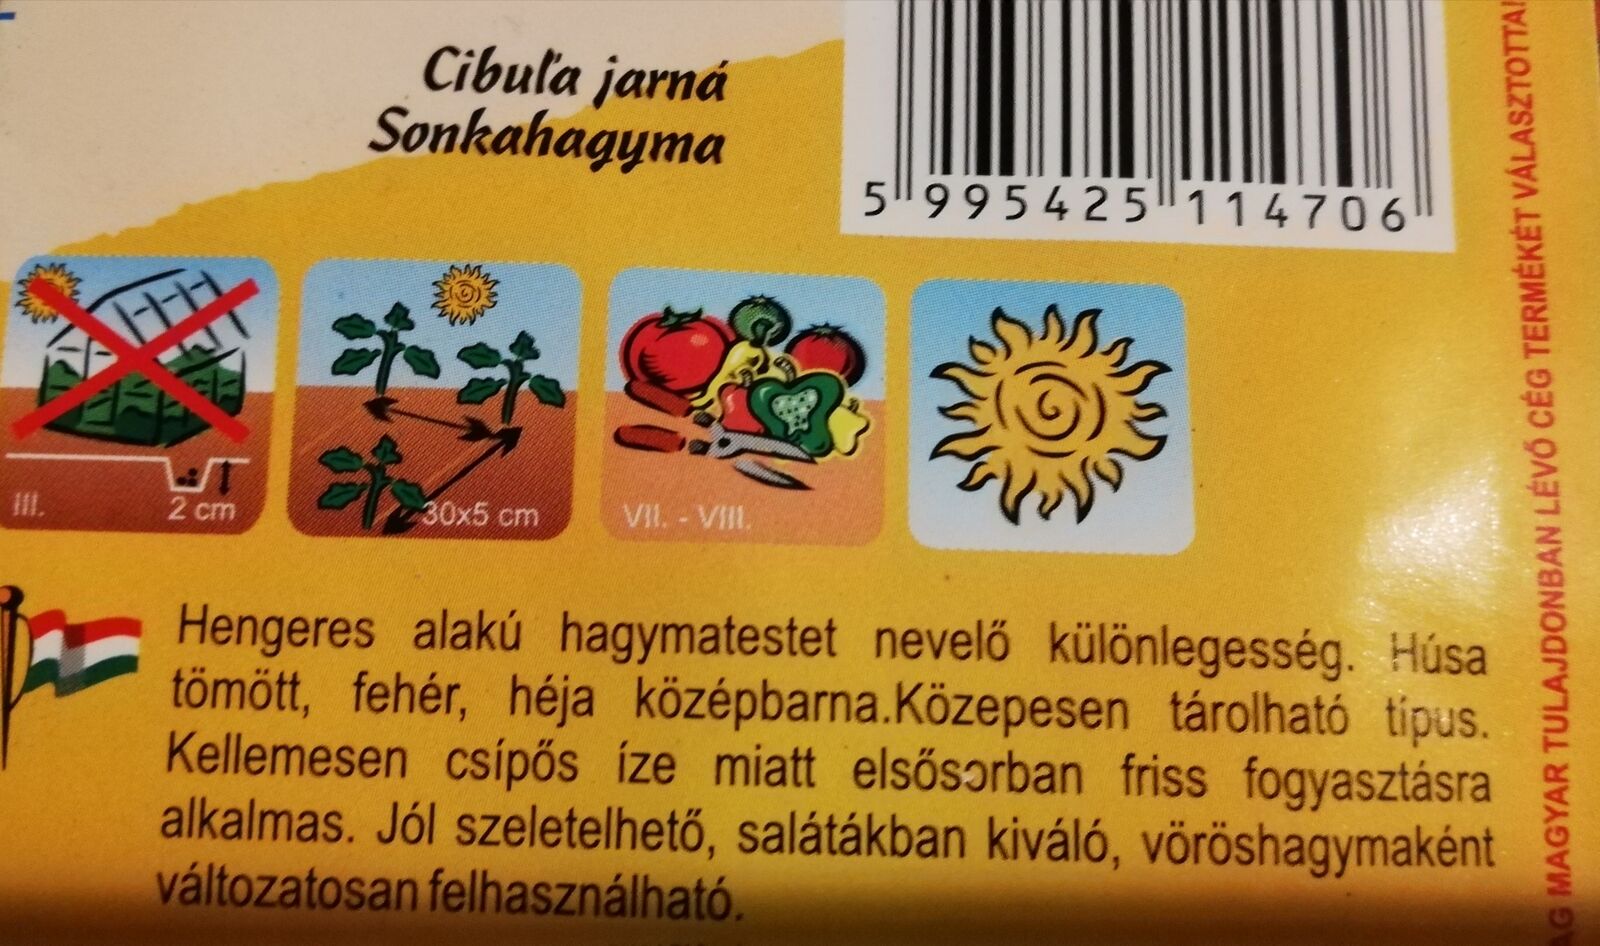 Cibuľa jarná
Sonkahagyma
5 995425 114706
III.
2 cm
30x5 cm
VII. - VIII.
Hengeres alakú hagymatestet nevelő különlegesség. Húsa
tömött, fehér, héja középbarna.Közepesen tárolható típus.
Kellemesen csípős íze miatt elsősorban friss fogyasztásra
alkalmas. Jól szeletelhető, salátákban kiváló, vöröshagymaként
változatosan felhasználható.
MAGYAR TULAJDONBAN LÉVŐ CÉG TERMÉKÉT VÁLASZTOTTA!